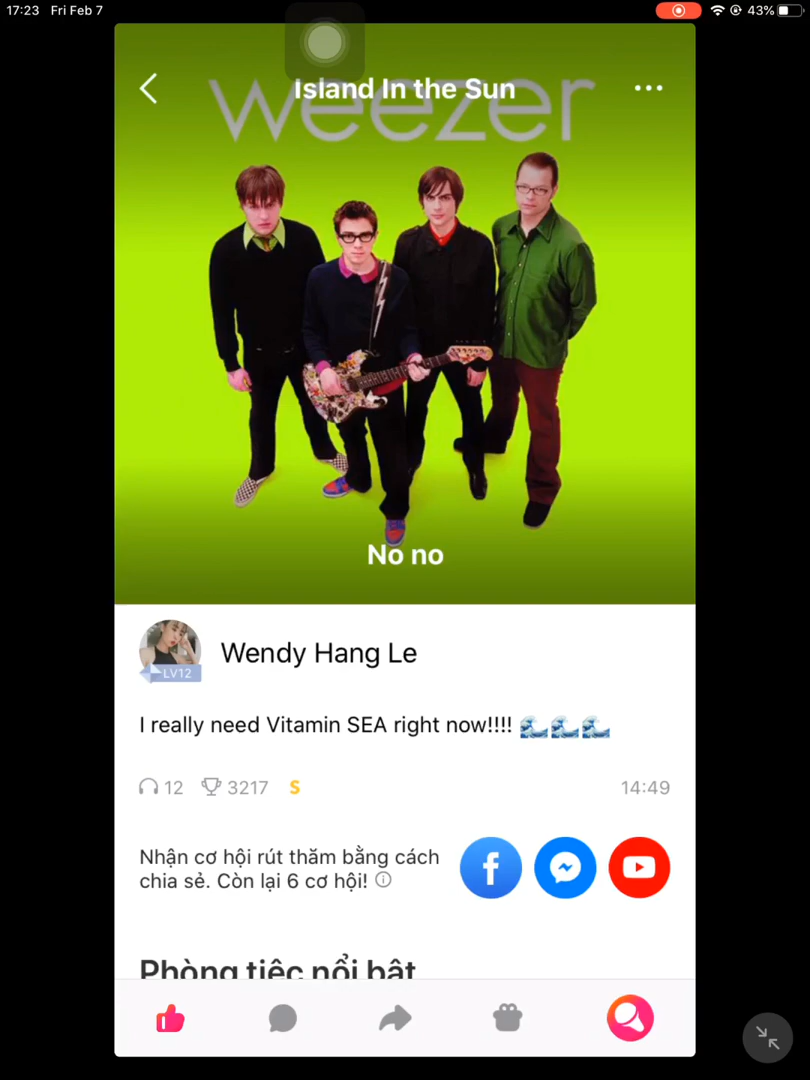 17:23 Fri Feb 7
43%
weezer
Island In the Sun
No no
LV12
Wendy Hang Le
I really need Vitamin SEA right now!!!! 🌊🌊🌊
12 3217 S
14:49
Nhận cơ hội rút thăm bằng cách
chia sẻ. Còn lại 6 cơ hội!
Phòng tiệc nổi bật